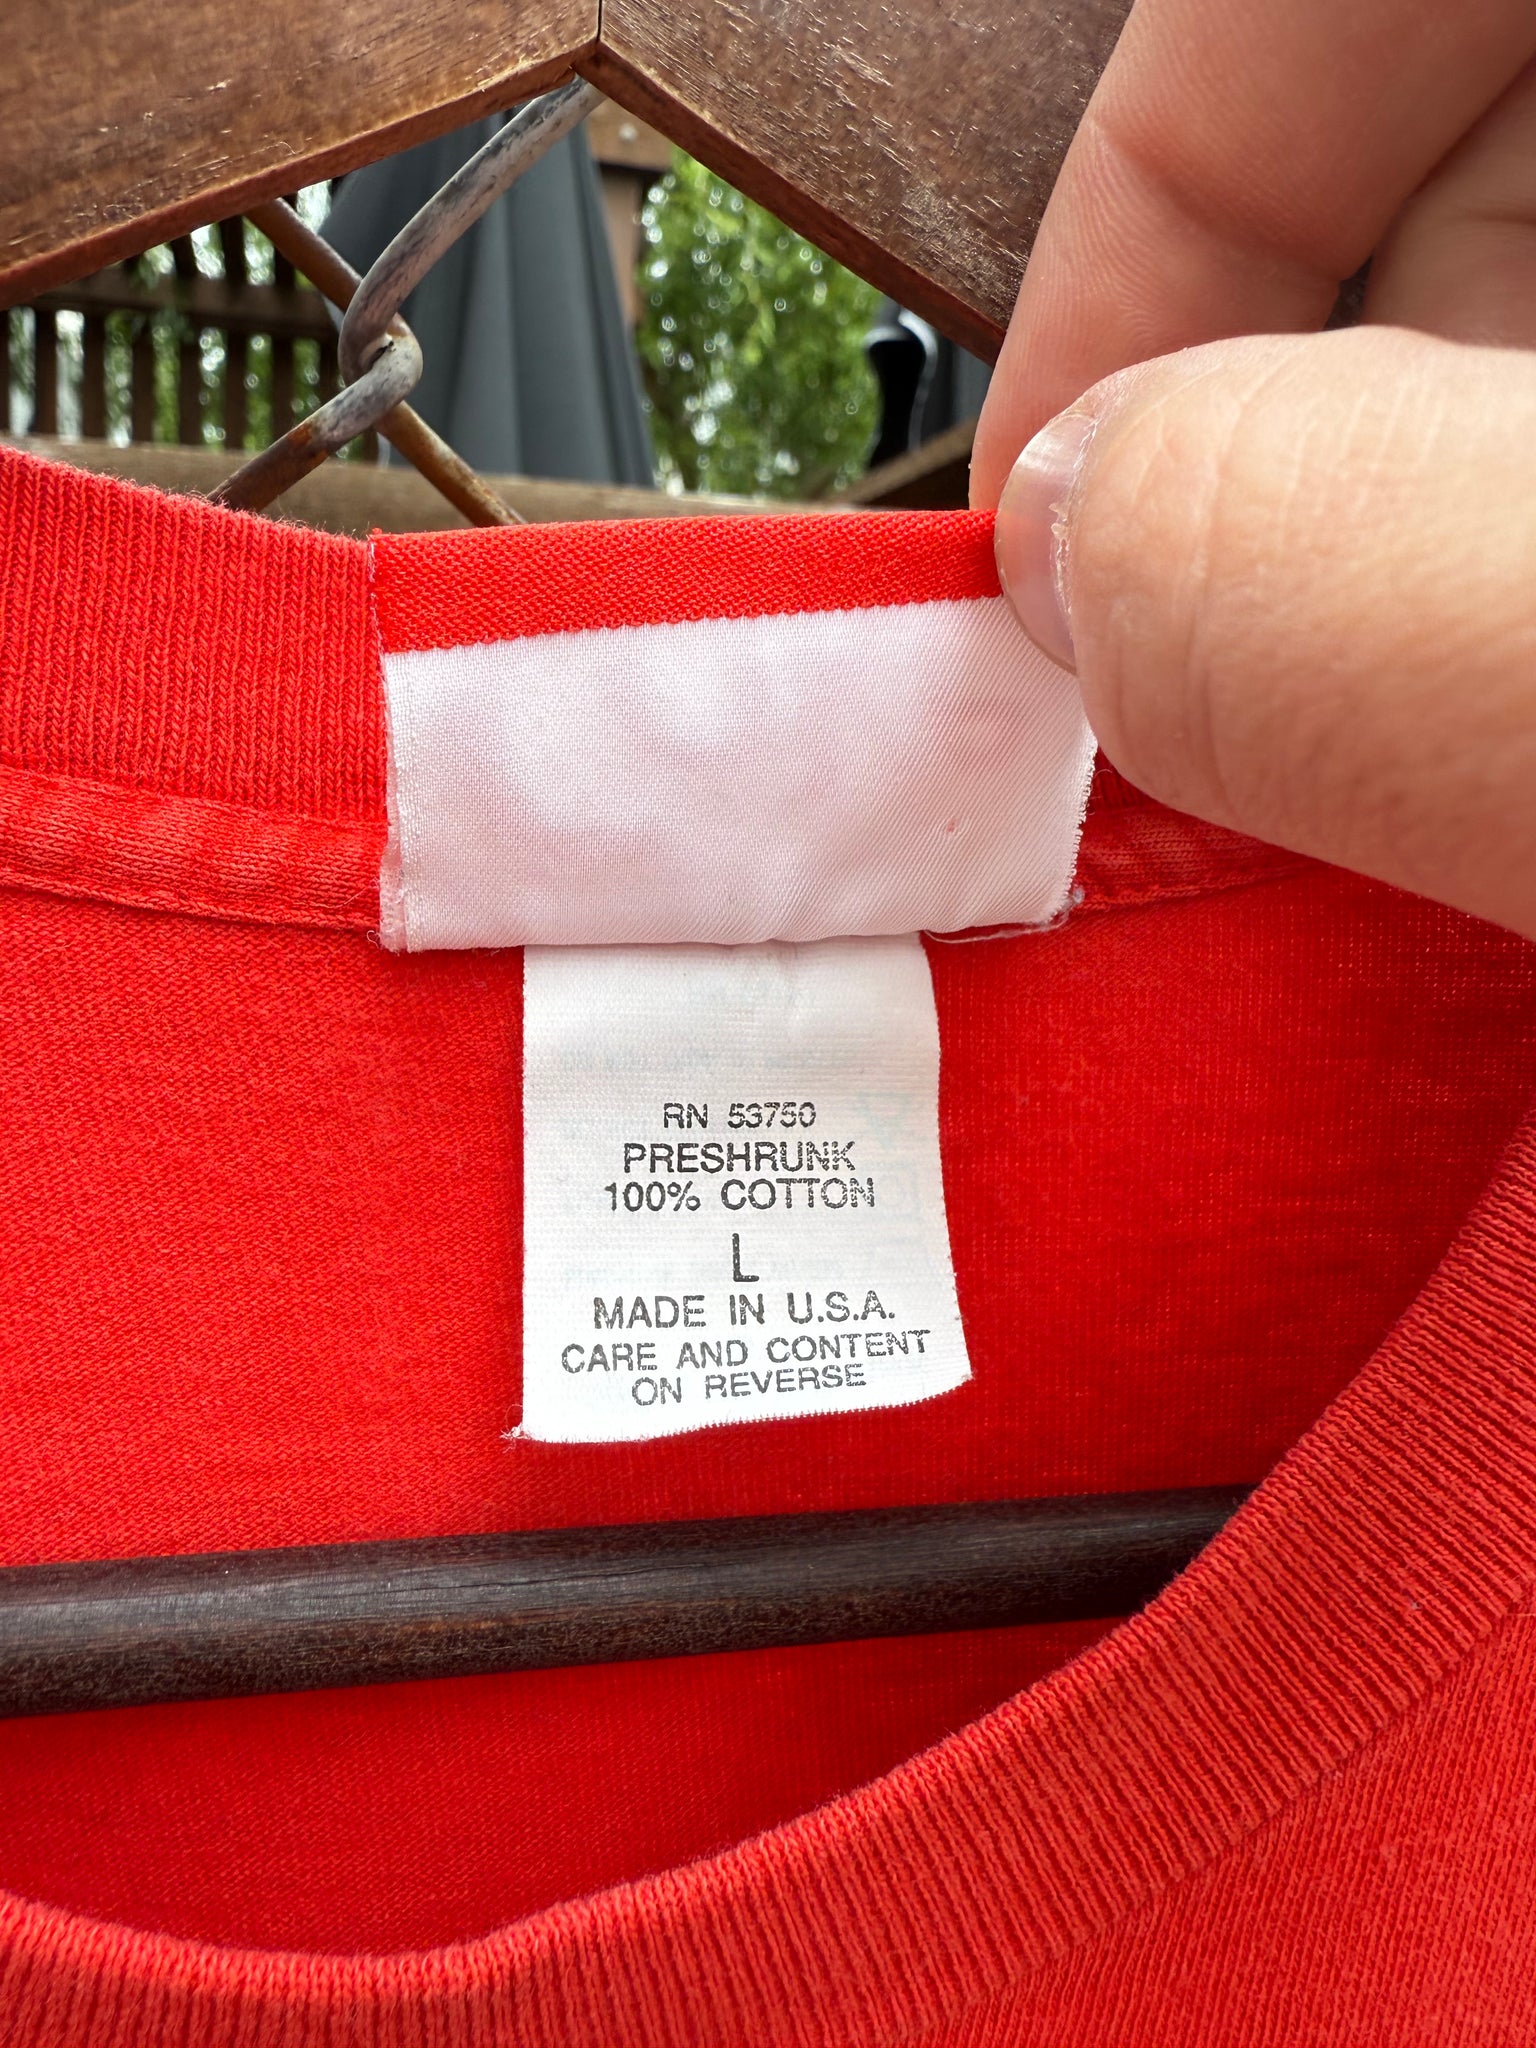 RN 53750
PRESHRUNK
100% COTTON
L
MADE IN U.S.A.
CARE AND CONTENT
ON REVERSE